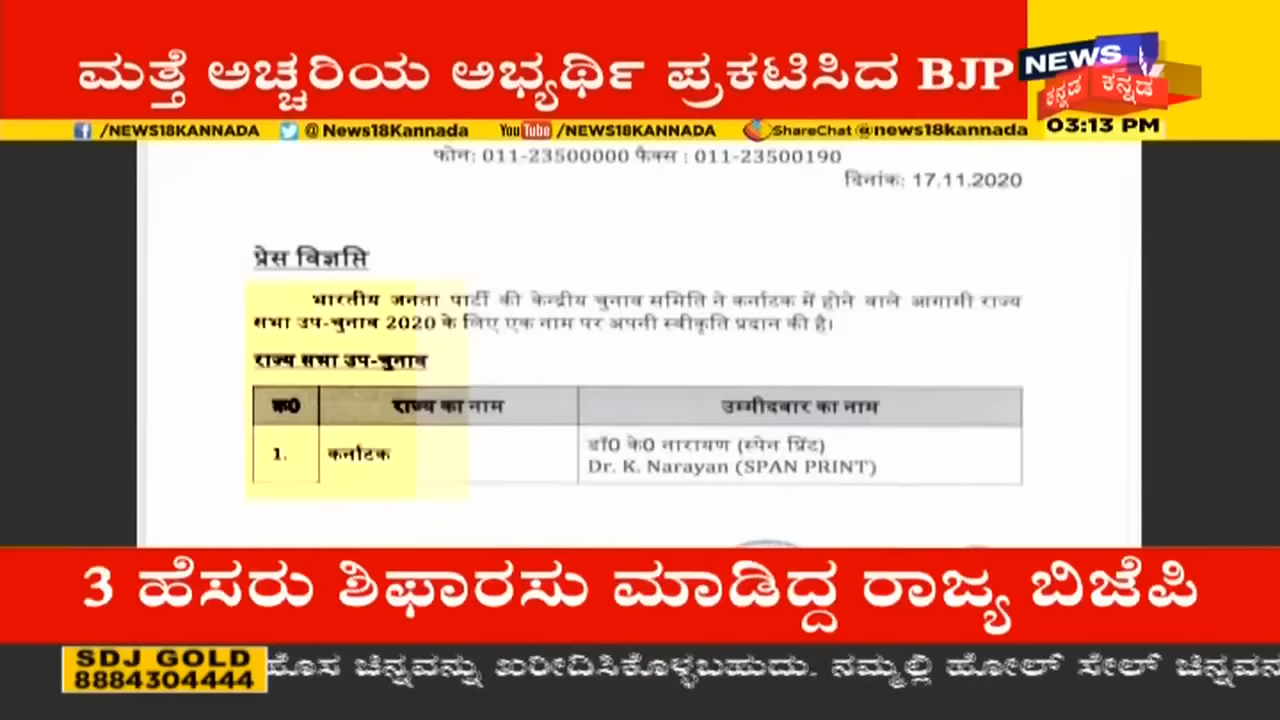 ಮತ್ತೆ ಅಚ್ಚರಿಯ ಅಭ್ಯರ್ಥಿ ಪ್ರಕಟಿಸಿದ BJP
NEWS
ಕನ್ನಡ ಕನ್ನಡ
/NEWS18KANNADA @News18Kannada YouTube /NEWS18KANNADA ShareChat @news18kannada
03:13 PM
फोन: 011-23500000 फैक्स : 011-23500190
दिनांक: 17.11.2020
प्रेस विज्ञप्ति
भारतीय जनता पार्टी की केन्द्रीय चुनाव समिति ने कर्नाटक में होने वाले आगामी राज्य
सभा उप-चुनाव 2020 के लिए एक नाम पर अपनी स्वीकृति प्रदान की है।
राज्य सभा उप-चुनाव
क्र0 राज्य का नाम उम्मीदवार का नाम
1. कर्नाटक डॉ0 के0 नारायण (स्पेन प्रिंट)
Dr. K. Narayan (SPAN PRINT)
3 ಹೆಸರು ಶಿಫಾರಸು ಮಾಡಿದ್ದ ರಾಜ್ಯ ಬಿಜೆಪಿ
SDJ GOLD
8884304444
ಹೊಸ ಚಿನ್ನವನ್ನು ಖರೀದಿಸಿಕೊಳ್ಳಬಹುದು. ನಮ್ಮಲ್ಲಿ ಹೋಲ್ ಸೇಲ್ ಚಿನ್ನವನ